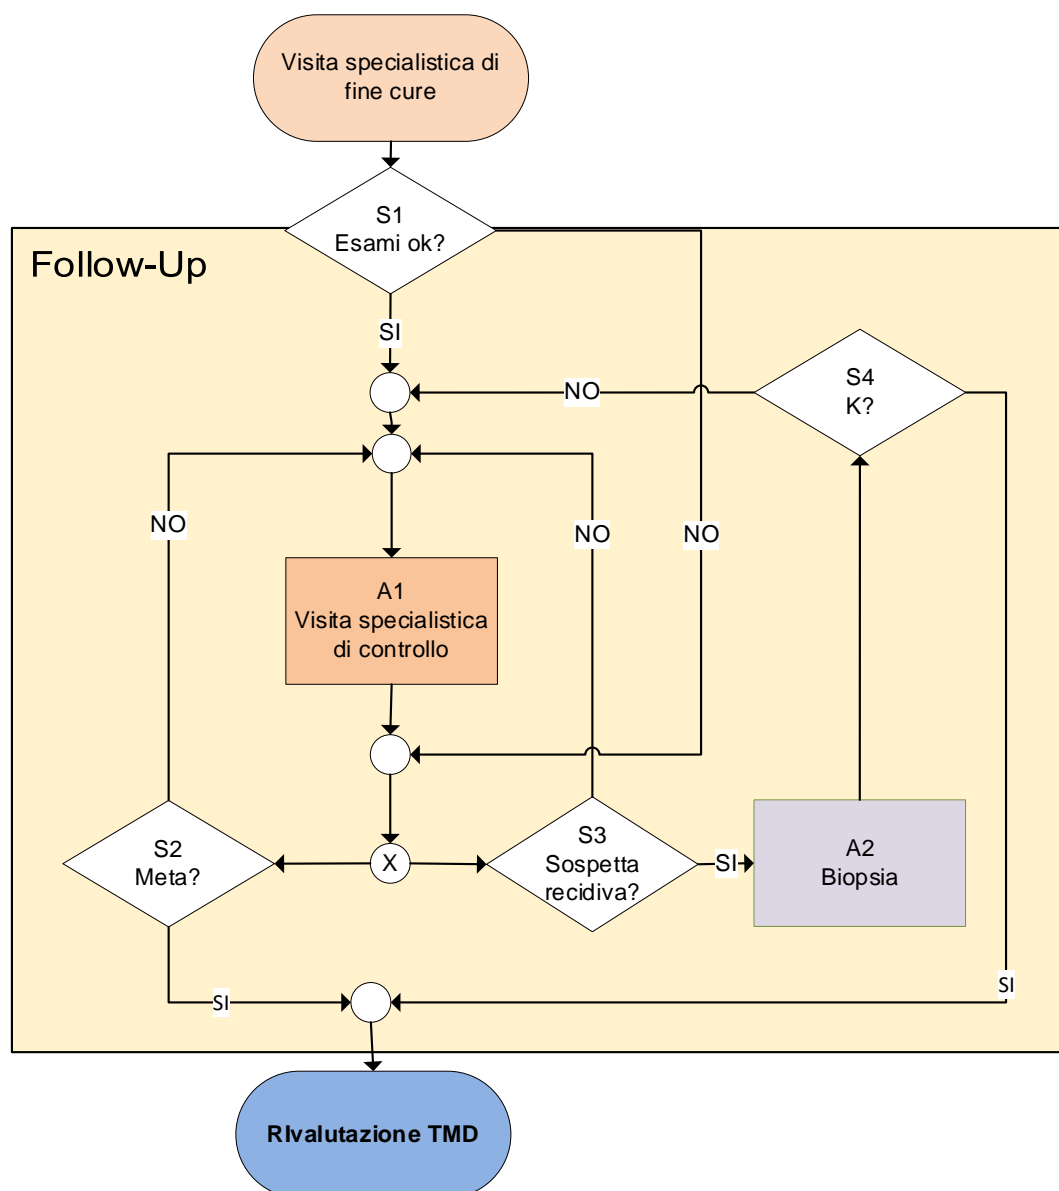 Visita specialistica di
fine cure
S1
Esami ok?
Follow-Up
SI
S4
K?
NO
NO
NO
NO
A1
Visita specialistica
di controllo
S2
Meta?
X
S3
Sospetta
recidiva?
SI
A2
Biopsia
SI
SI
RIvalutazione TMD